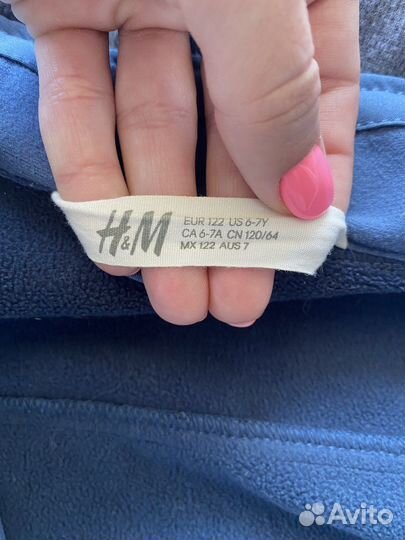 H&M
EUR 122 US 6-7Y
CA 6-7A CN 120/64
MX 122 AUS 7
Avito